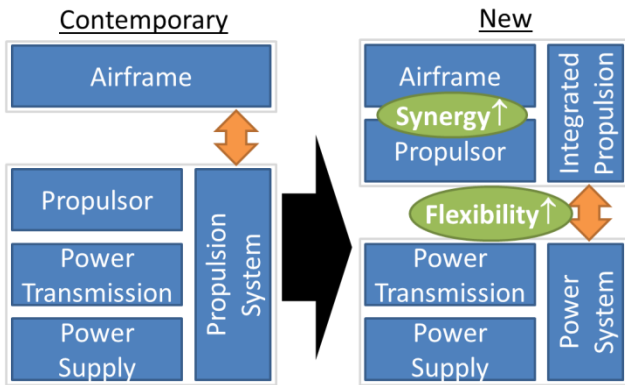 Contemporary
Airframe
Propulsor
Power
Transmission
Power
Supply
Propulsion
System
New
Airframe
Synergy↑
Propulsor
Integrated
Propulsion
Flexibility↑
Power
Transmission
Power
Supply
Power
System